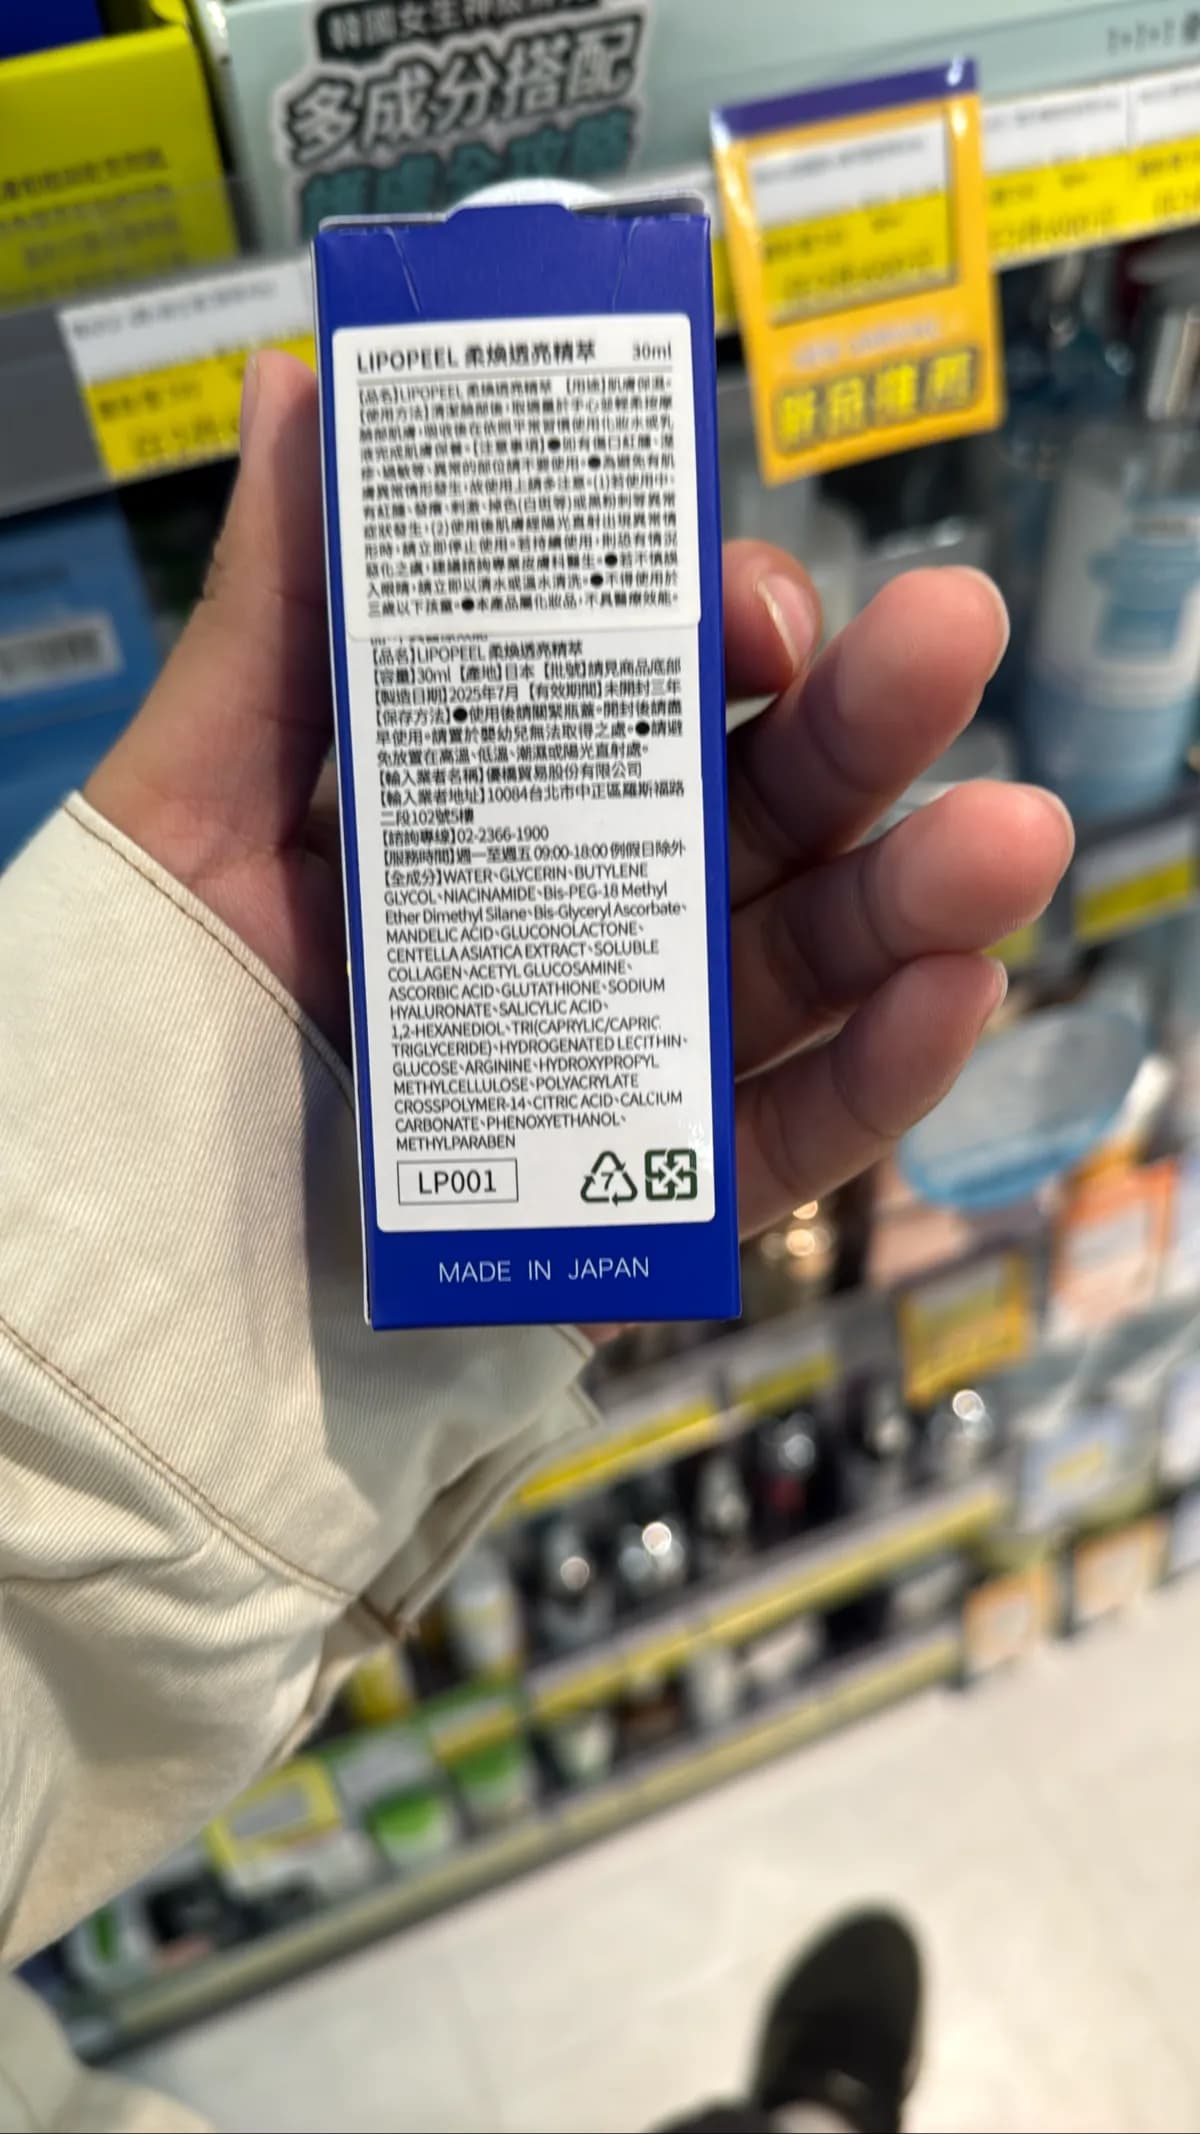 韓國女生神級
多成分搭配
新品推薦
LIPOPEEL 柔煥透亮精萃 30ml
【品名】LIPOPEEL 柔煥透亮精萃 【用途】肌膚保濕。
【使用方法】清潔臉部後,取適量於手心並輕柔按摩
臉部肌膚,吸收後在依照平常習慣使用化妝水或乳
液完成肌膚保養。【注意事項】●如有傷口紅腫、溼
疹、過敏等、異常的部位請不要使用。●為避免有肌
膚異常情形發生,故使用上請多注意。(1)若使用中,
有紅腫、發癢、刺激、掉色(白斑等)或黑粉刺等異常
症狀發生,(2)使用後肌膚經陽光直射出現異常情
形時,請立即停止使用。若持續使用,則恐有情況
惡化之虞,建議諮詢專業皮膚科醫生。●若不慎誤
入眼睛,請立即以清水或溫水清洗。●不得使用於
三歲以下孩童。●本產品屬化妝品,不具醫療效能。
【品名】LIPOPEEL 柔煥透亮精萃
【容量】30ml【產地】日本【批號】請見商品底部
【製造日期】2025年7月【有效期間】未開封三年
【保存方法】●使用後請關緊瓶蓋。開封後請盡
早使用。請置於嬰幼兒無法取得之處。●請避
免放置在高溫、低溫、潮濕或陽光直射處。
【輸入業者名稱】優橋貿易股份有限公司
【輸入業者地址】10084台北市中正區羅斯福路
二段102號5樓
【諮詢專線】02-2366-1900
【服務時間】週一至週五 09:00-18:00 例假日除外
【全成分】WATER、GLYCERIN、BUTYLENE
GLYCOL、NIACINAMIDE、Bis-PEG-18 Methyl
Ether Dimethyl Silane、Bis-Glyceryl Ascorbate、
MANDELIC ACID、GLUCONOLACTONE、
CENTELLA ASIATICA EXTRACT、SOLUBLE
COLLAGEN、ACETYL GLUCOSAMINE、
ASCORBIC ACID、GLUTATHIONE、SODIUM
HYALURONATE、SALICYLIC ACID、
1,2-HEXANEDIOL、TRI(CAPRYLIC/CAPRIC
TRIGLYCERIDE)、HYDROGENATED LECITHIN、
GLUCOSE、ARGININE、HYDROXYPROPYL
METHYLCELLULOSE、POLYACRYLATE
CROSSPOLYMER-14、CITRIC ACID、CALCIUM
CARBONATE、PHENOXYETHANOL、
METHYLPARABEN
LP001
7
MADE IN JAPAN